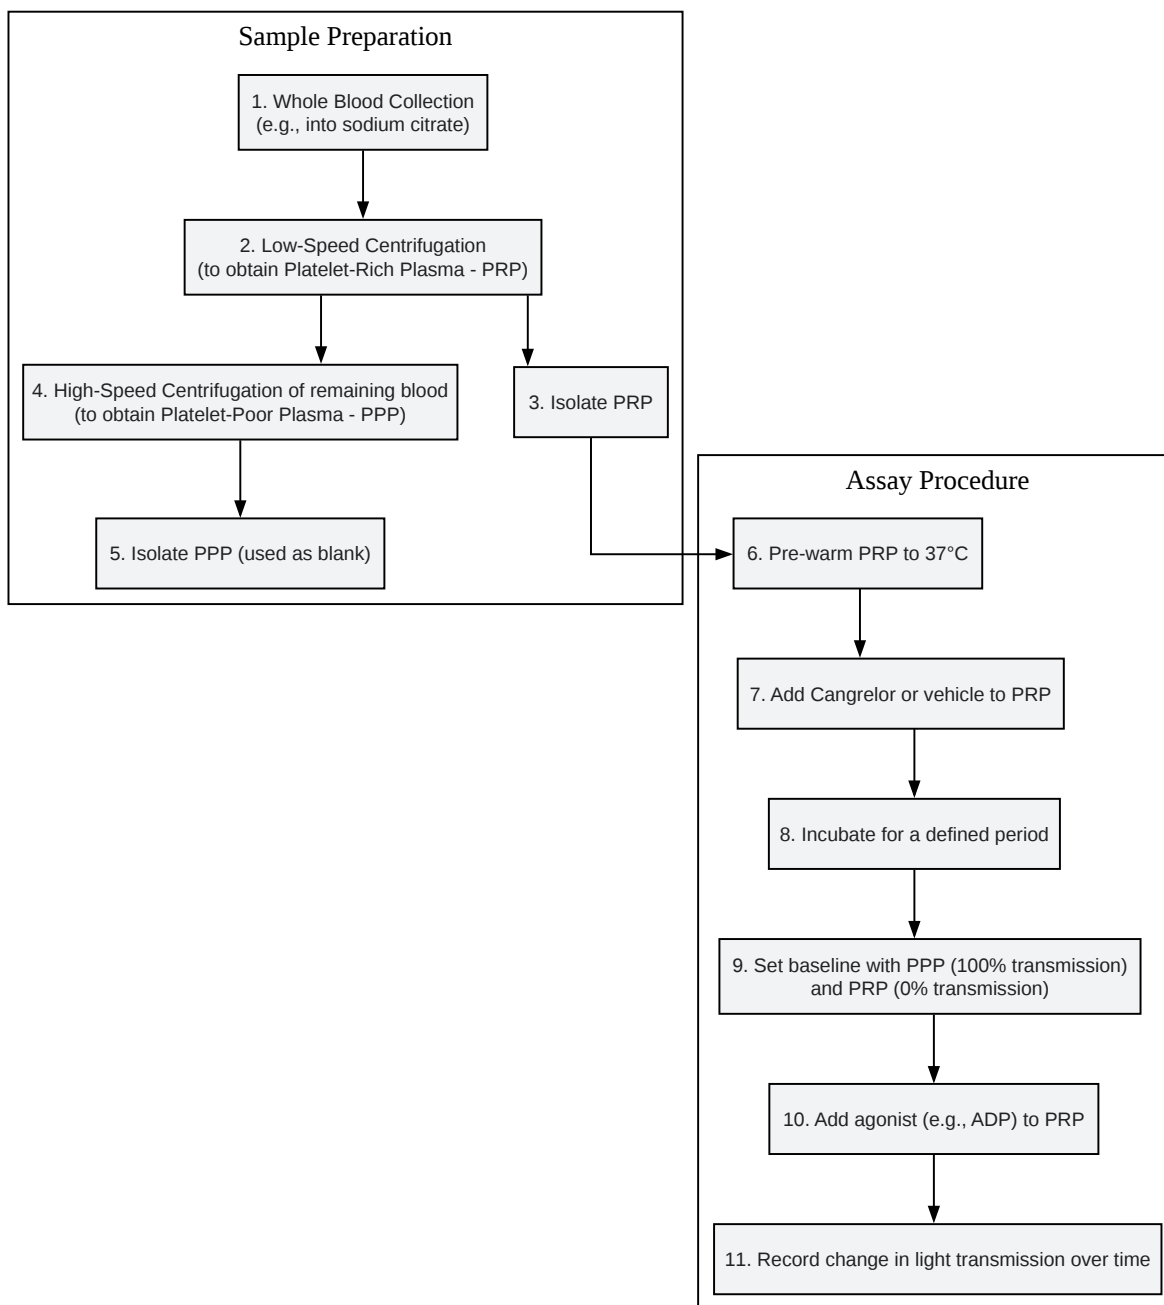 Sample Preparation
1. Whole Blood Collection
(e.g., into sodium citrate)
2. Low-Speed Centrifugation
(to obtain Platelet-Rich Plasma - PRP)
4. High-Speed Centrifugation of remaining blood
(to obtain Platelet-Poor Plasma - PPP)
3. Isolate PRP
5. Isolate PPP (used as blank)
Assay Procedure
6. Pre-warm PRP to 37°C
7. Add Cangrelor or vehicle to PRP
8. Incubate for a defined period
9. Set baseline with PPP (100% transmission)
and PRP (0% transmission)
10. Add agonist (e.g., ADP) to PRP
11. Record change in light transmission over time